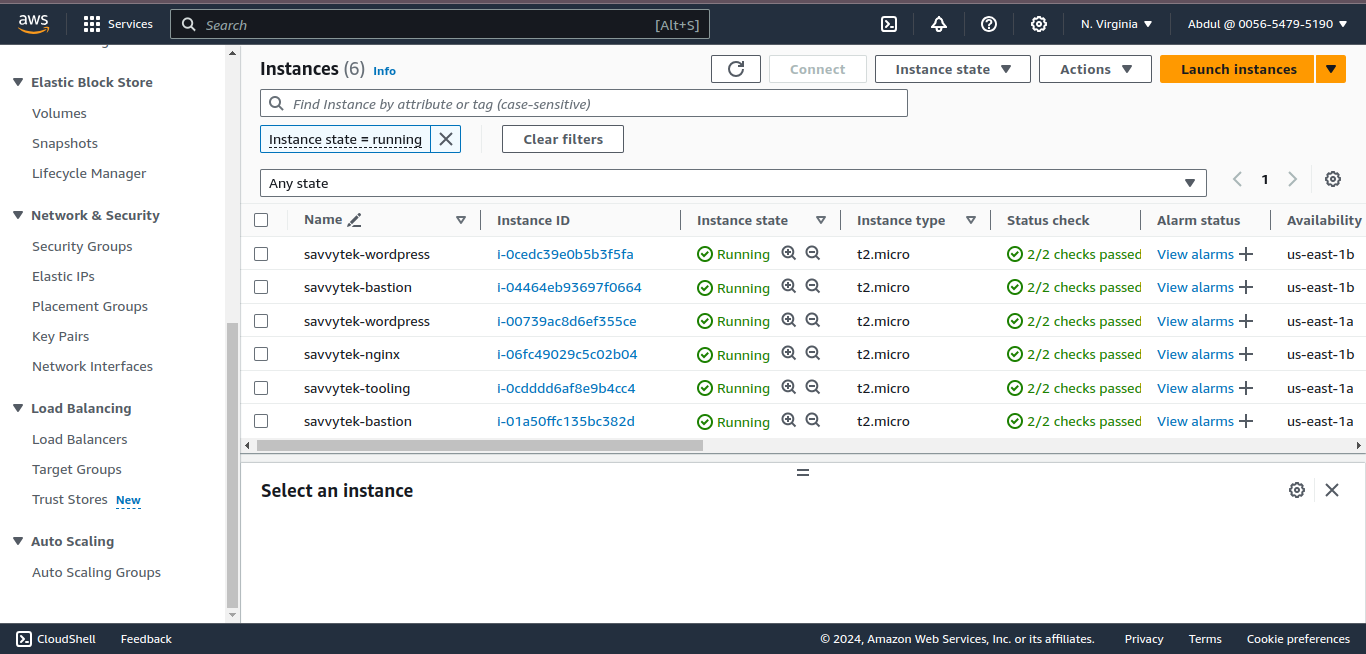 aws Services Search [Alt+S] N. Virginia Abdul @ 0056-5479-5190
Elastic Block Store
Volumes
Snapshots
Lifecycle Manager
Network & Security
Security Groups
Elastic IPs
Placement Groups
Key Pairs
Network Interfaces
Load Balancing
Load Balancers
Target Groups
Trust Stores New
Auto Scaling
Auto Scaling Groups
Instances (6) Info Connect Instance state Actions Launch instances
Find Instance by attribute or tag (case-sensitive)
Instance state = running Clear filters
Any state 1
Name Instance ID Instance state Instance type Status check Alarm status Availability
savvytek-wordpress i-0cedc39e0b5b3f5fa Running t2.micro 2/2 checks passed View alarms us-east-1b
savvytek-bastion i-04464eb93697f0664 Running t2.micro 2/2 checks passed View alarms us-east-1b
savvytek-wordpress i-00739ac8d6ef355ce Running t2.micro 2/2 checks passed View alarms us-east-1a
savvytek-nginx i-06fc49029c5c02b04 Running t2.micro 2/2 checks passed View alarms us-east-1b
savvytek-tooling i-0cdddd6af8e9b4cc4 Running t2.micro 2/2 checks passed View alarms us-east-1a
savvytek-bastion i-01a50ffc135bc382d Running t2.micro 2/2 checks passed View alarms us-east-1a
Select an instance
CloudShell Feedback © 2024, Amazon Web Services, Inc. or its affiliates. Privacy Terms Cookie preferences